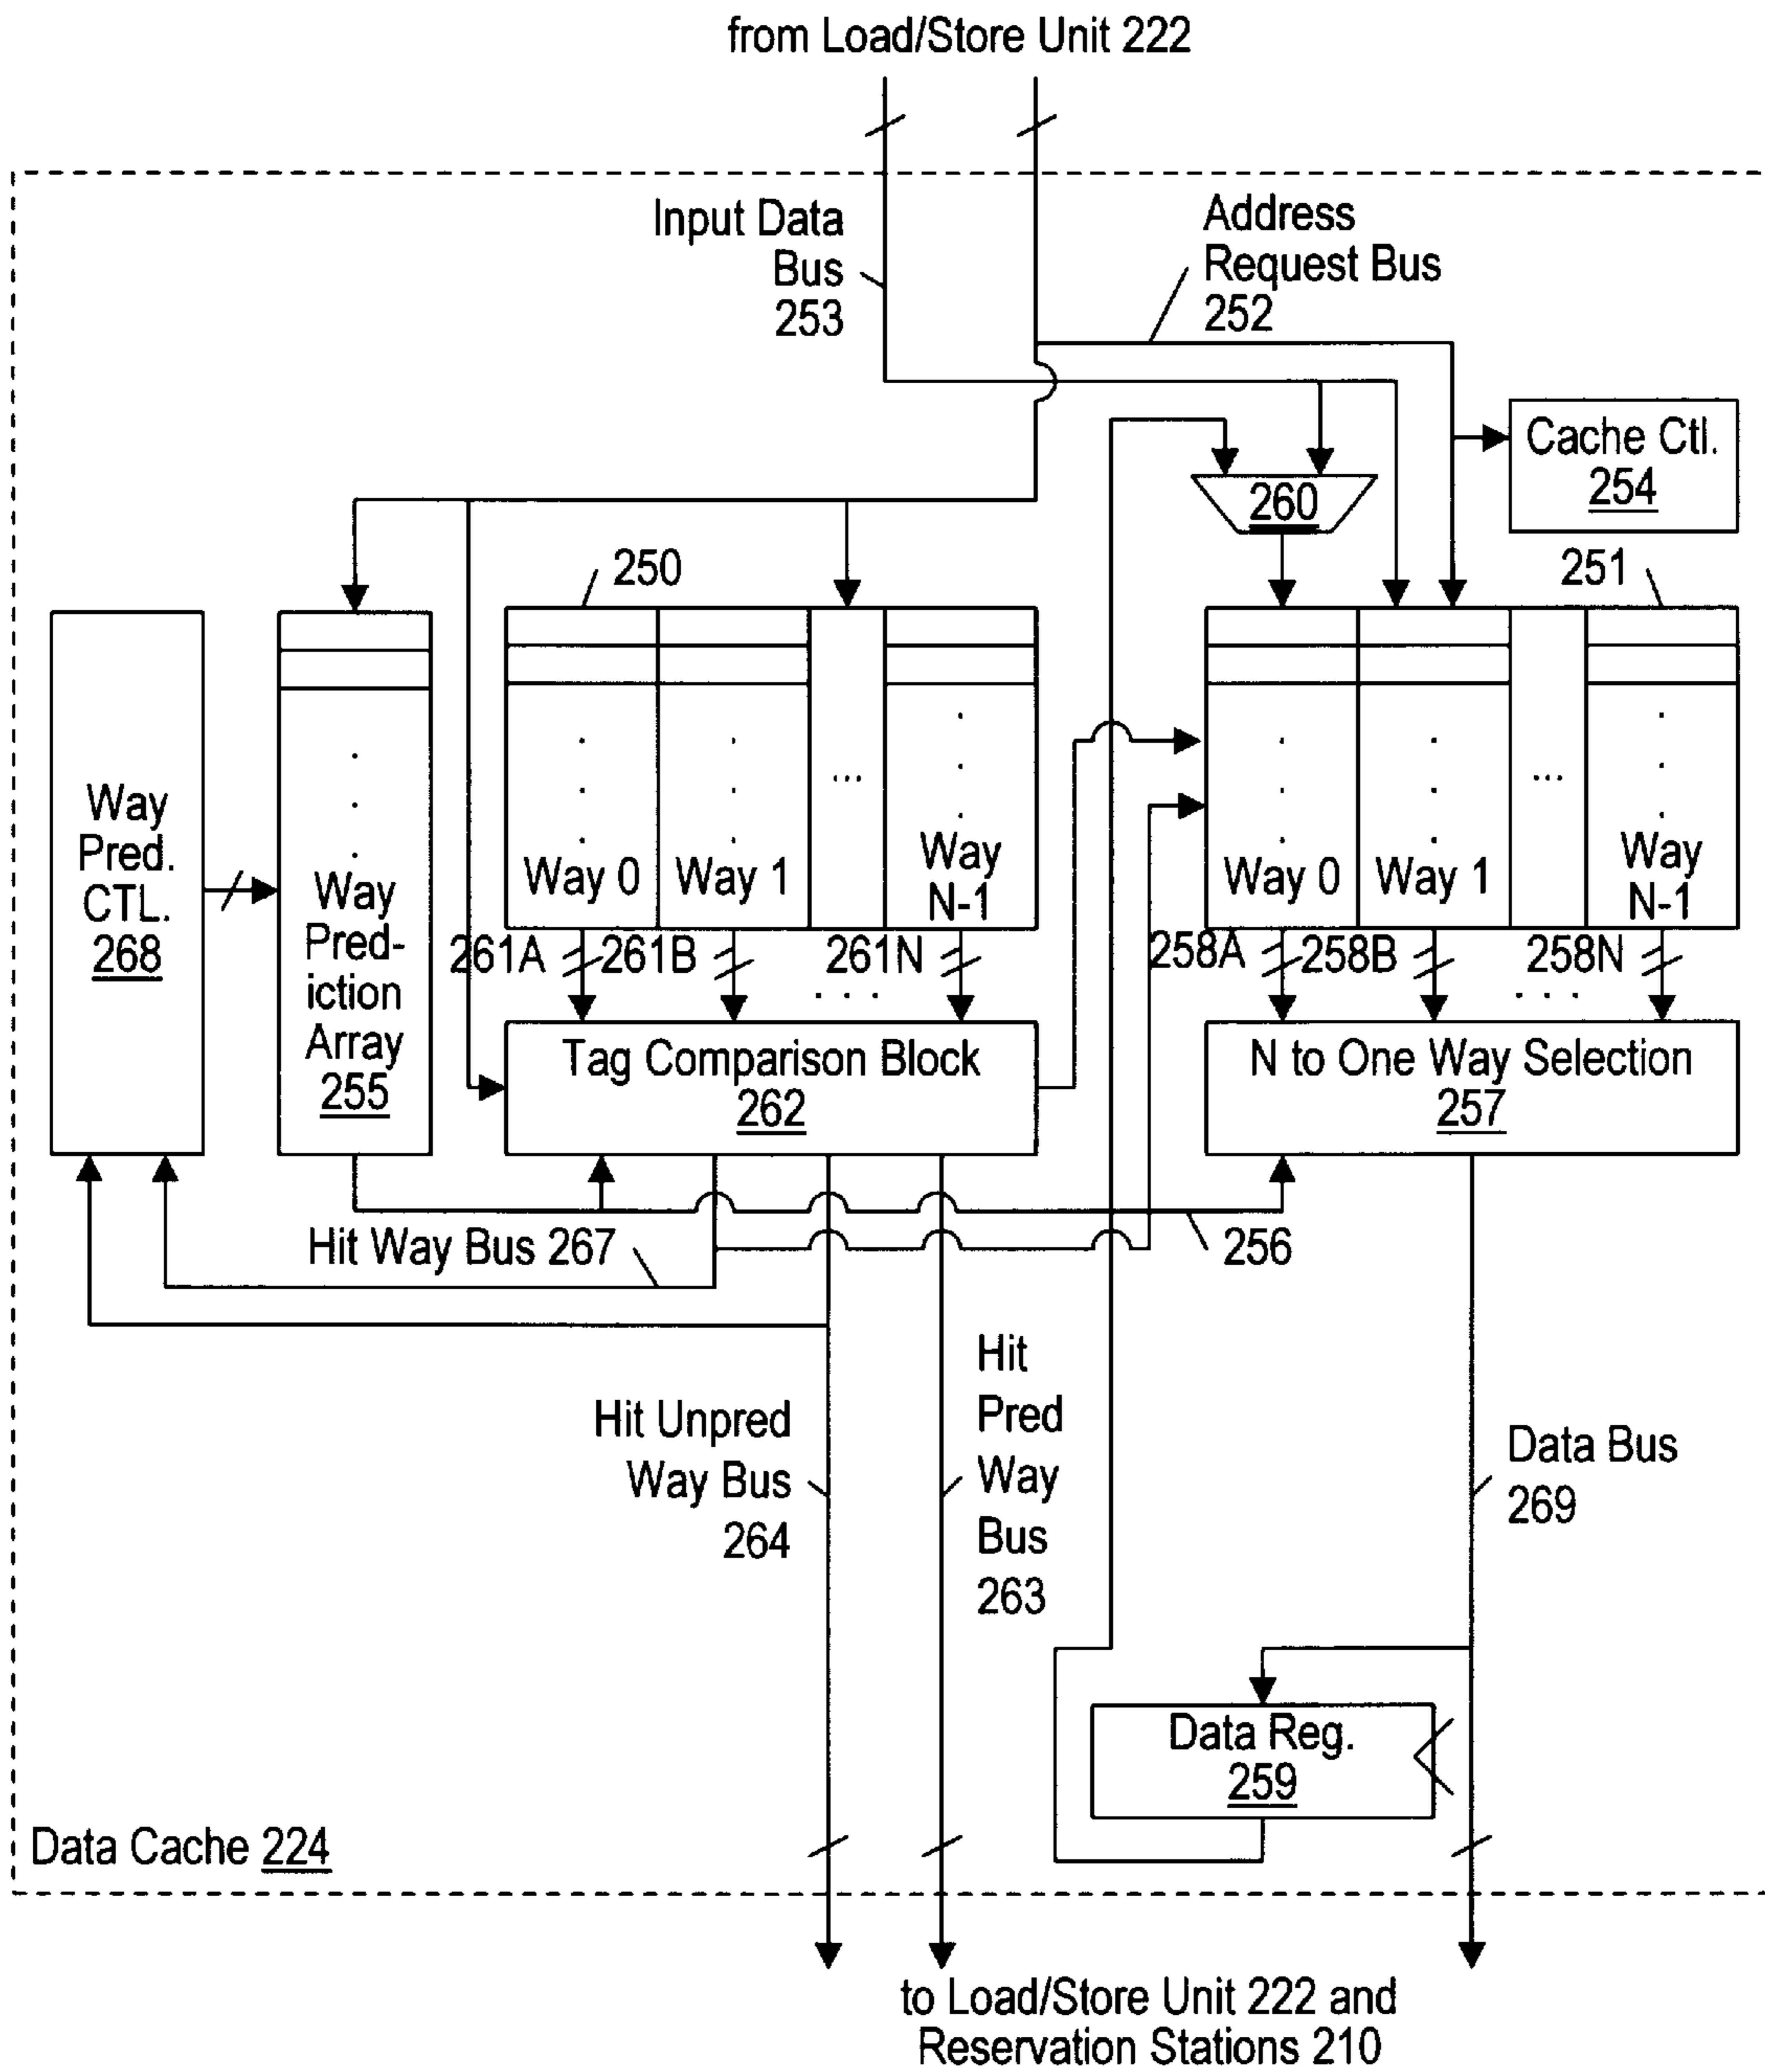 from Load/Store Unit 222
Input Data
Bus
253
Address
Request Bus
252
Cache Ctl.
254
260
250
251
Way
Pred.
CTL.
268
Way
Pred-
iction
Array
255
Way 0
Way 1
...
Way
N-1
Way 0
Way 1
...
Way
N-1
261A
261B
261N
258A
258B
258N
. . .
. . .
Tag Comparison Block
262
N to One Way Selection
257
Hit Way Bus 267
256
Hit Unpred
Way Bus
264
Hit
Pred
Way
Bus
263
Data Bus
269
Data Reg.
259
Data Cache 224
to Load/Store Unit 222 and
Reservation Stations 210